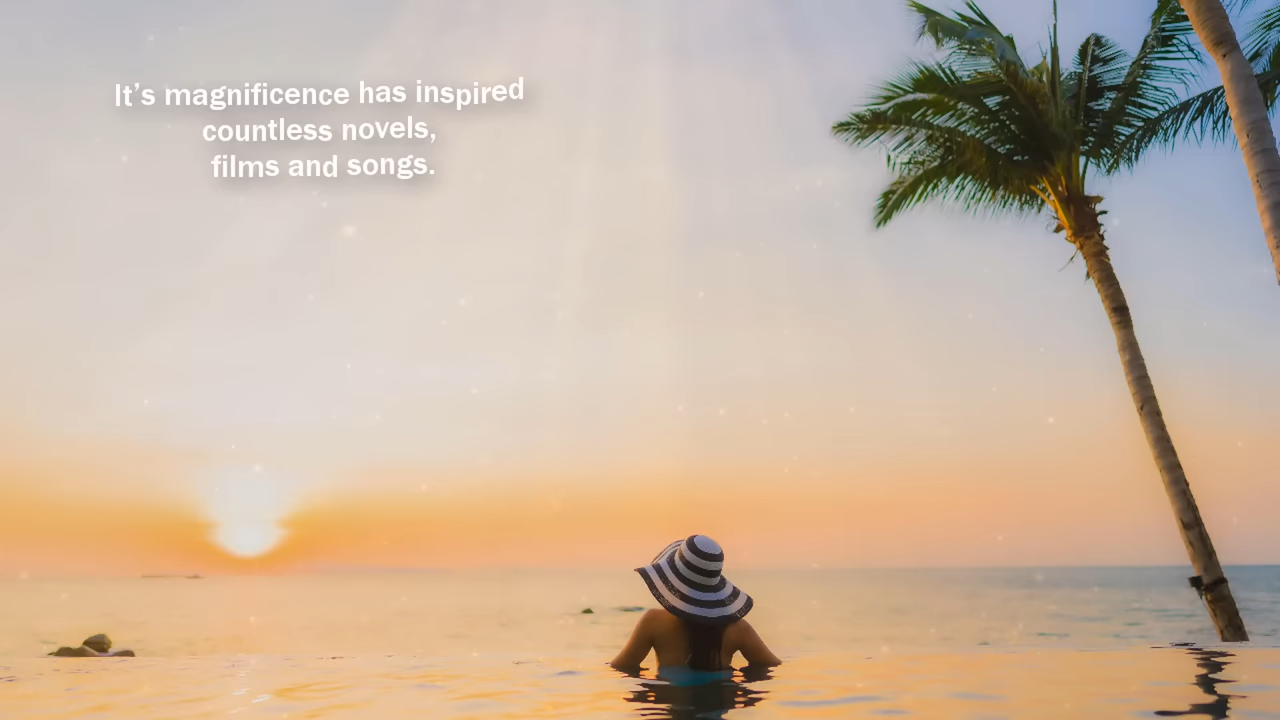 It’s magnificence has inspired
countless novels,
films and songs.